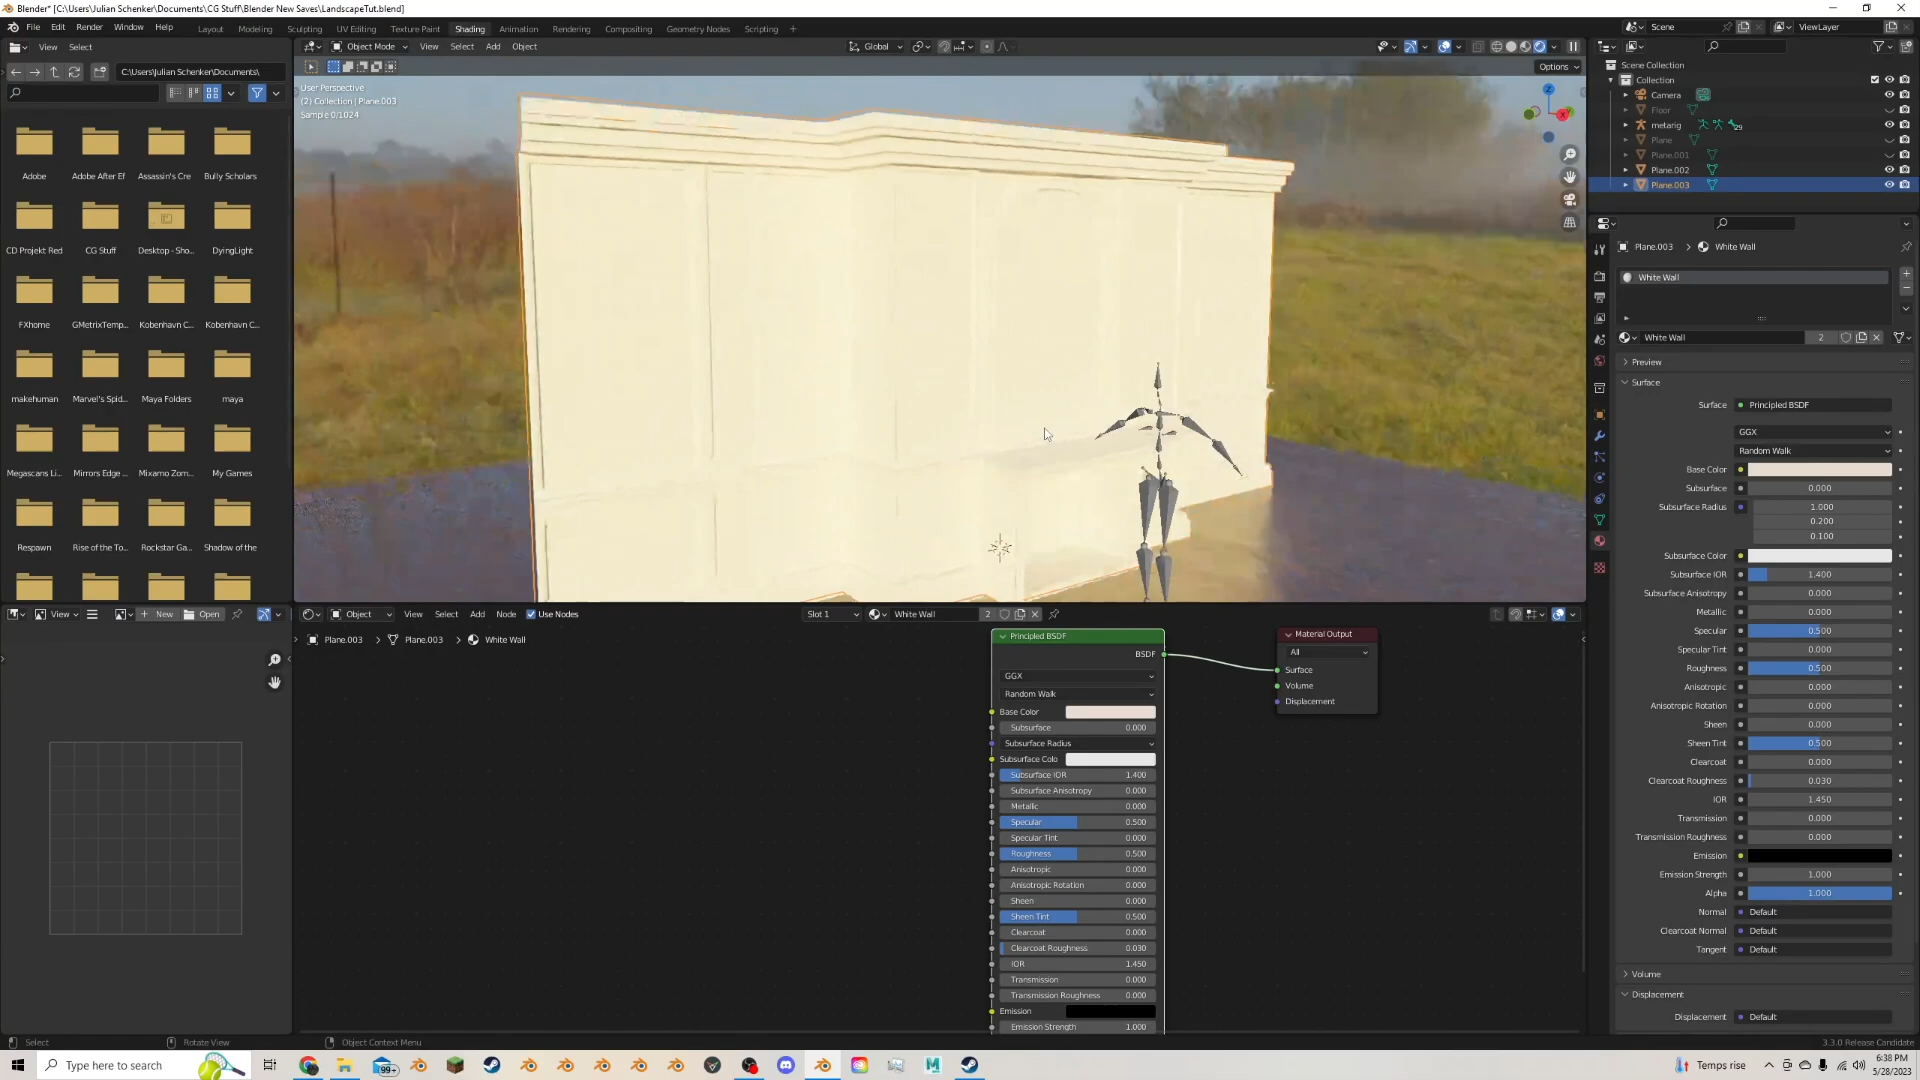 Blender* [C:\Users\Julian Schenker\Documents\CG Stuff\Blender New Saves\LandscapeTut.blend]
File Edit Render Window Help Layout Modeling Sculpting UV Editing Texture Paint Shading Animation Rendering Compositing Geometry Nodes Scripting + Scene ViewLayer
View Select Object Mode View Select Add Object Global
C:\Users\Julian Schenker\Documents\ Options
User Perspective
(2) Collection | Plane.003
Sample 0/1024
Adobe Adobe After Ef Assassin's Cre Bully Scholars
CD Projekt Red CG Stuff Desktop - Sho... DyingLight
FXhome GMetrixTemp... Kobenhavn C... Kobenhavn C...
makehuman Marvel's Spid... Maya Folders maya
Megascans Li... Mirrors Edge ... Mixamo Zom... My Games
Respawn Rise of the To... Rockstar Ga... Shadow of the
Z
Scene Collection
Collection
Camera
Floor
metarig 29
Plane
Plane.001
Plane.002
Plane.003
Plane.003 > White Wall
White Wall
White Wall 2
Preview
Surface
Surface Principled BSDF
GGX
Random Walk
Base Color
Subsurface 0.000
Subsurface Radius 1.000
0.200
0.100
Subsurface Color
Subsurface IOR 1.400
Subsurface Anisotropy 0.000
Metallic 0.000
Specular 0.500
Specular Tint 0.000
Roughness 0.500
Anisotropic 0.000
Anisotropic Rotation 0.000
Sheen 0.000
Sheen Tint 0.500
Clearcoat 0.000
Clearcoat Roughness 0.030
IOR 1.450
Transmission 0.000
Transmission Roughness 0.000
Emission
Emission Strength 1.000
Alpha 1.000
Normal Default
Clearcoat Normal Default
Tangent Default
Volume
Displacement
Displacement Default
View + New Open
Object View Select Add Node Use Nodes Slot 1 White Wall 2
Plane.003 > Plane.003 > White Wall
Principled BSDF
BSDF
GGX
Random Walk
Base Color
Subsurface 0.000
Subsurface Radius
Subsurface Colo
Subsurface IOR 1.400
Subsurface Anisotropy 0.000
Metallic 0.000
Specular 0.500
Specular Tint 0.000
Roughness 0.500
Anisotropic 0.000
Anisotropic Rotation 0.000
Sheen 0.000
Sheen Tint 0.500
Clearcoat 0.000
Clearcoat Roughness 0.030
IOR 1.450
Transmission 0.000
Transmission Roughness 0.000
Emission
Emission Strength 1.000
Material Output
All
Surface
Volume
Displacement
Select Rotate View Object Context Menu 3.3.0 Release Candidate
Type here to search 99+ Temps rise 6:38 PM
5/28/2023